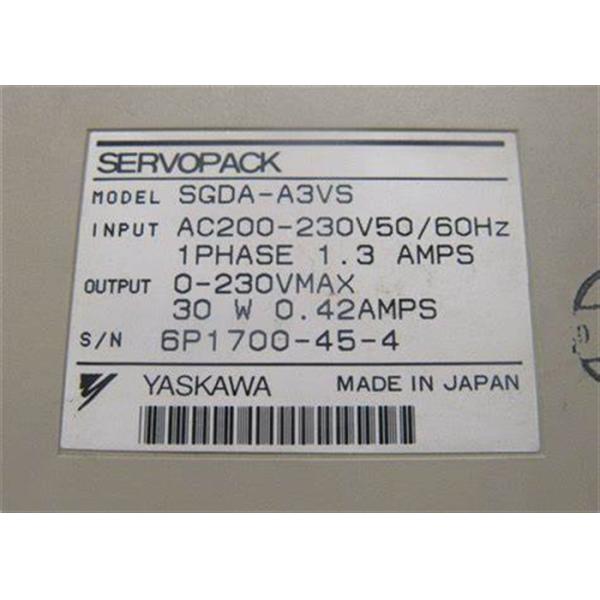 SERVOPACK
MODEL SGDA-A3VS
INPUT AC200-230V50/60Hz
1PHASE 1.3 AMPS
OUTPUT 0-230VMAX
30 W 0.42AMPS
S/N 6P1700-45-4
YASKAWA MADE IN JAPAN